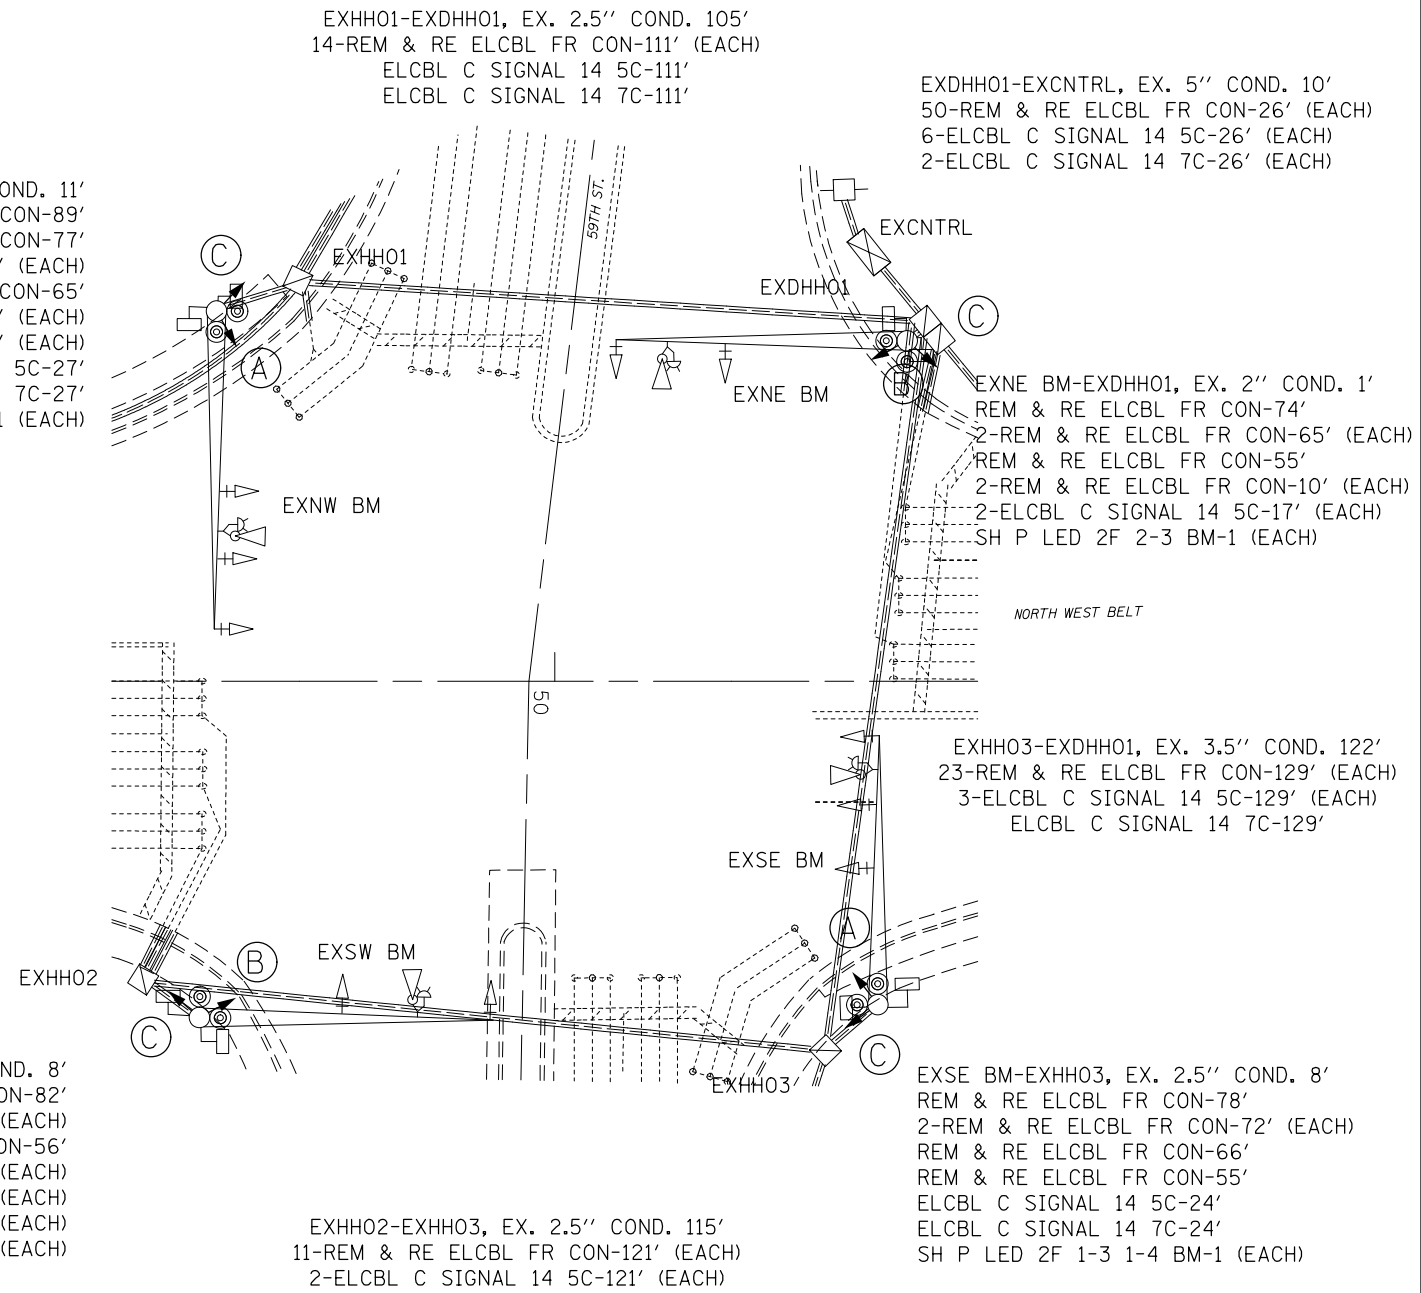 EXHH01-EXDHH01, EX. 2.5'' COND. 105'
14-REM & RE ELCBL FR CON-111' (EACH)
ELCBL C SIGNAL 14 5C-111'
ELCBL C SIGNAL 14 7C-111'
EXDHH01-EXCNTRL, EX. 5'' COND. 10'
50-REM & RE ELCBL FR CON-26' (EACH)
6-ELCBL C SIGNAL 14 5C-26' (EACH)
2-ELCBL C SIGNAL 14 7C-26' (EACH)
OND. 11'
CON-89'
CON-77'
' (EACH)
CON-65'
' (EACH)
' (EACH)
5C-27'
7C-27'
1 (EACH)
59TH ST.
EXCNTRL
C
EXHH01
EXDHH01
C
A
EXNE BM
EXNE BM-EXDHH01, EX. 2'' COND. 1'
REM & RE ELCBL FR CON-74'
2-REM & RE ELCBL FR CON-65' (EACH)
REM & RE ELCBL FR CON-55'
2-REM & RE ELCBL FR CON-10' (EACH)
2-ELCBL C SIGNAL 14 5C-17' (EACH)
SH P LED 2F 2-3 BM-1 (EACH)
EXNW BM
NORTH WEST BELT
50
EXHH03-EXDHH01, EX. 3.5'' COND. 122'
23-REM & RE ELCBL FR CON-129' (EACH)
3-ELCBL C SIGNAL 14 5C-129' (EACH)
ELCBL C SIGNAL 14 7C-129'
EXSE BM
A
EXSW BM
B
EXHH02
C
C
EXHH03
OND. 8'
ON-82'
(EACH)
ON-56'
(EACH)
(EACH)
(EACH)
(EACH)
EXSE BM-EXHH03, EX. 2.5'' COND. 8'
REM & RE ELCBL FR CON-78'
2-REM & RE ELCBL FR CON-72' (EACH)
REM & RE ELCBL FR CON-66'
REM & RE ELCBL FR CON-55'
ELCBL C SIGNAL 14 5C-24'
ELCBL C SIGNAL 14 7C-24'
SH P LED 2F 1-3 1-4 BM-1 (EACH)
EXHH02-EXHH03, EX. 2.5'' COND. 115'
11-REM & RE ELCBL FR CON-121' (EACH)
2-ELCBL C SIGNAL 14 5C-121' (EACH)